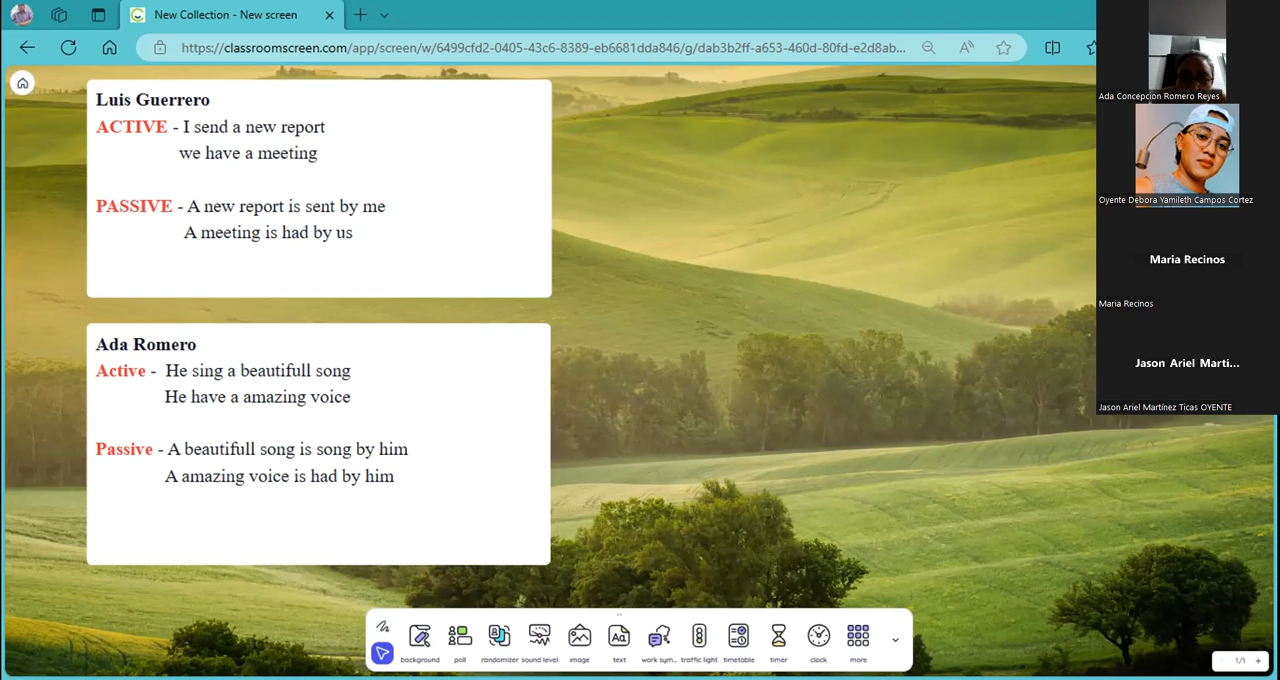 New Collection - New screen
https://classroomscreen.com/app/screen/w/6499cfd2-0405-43c6-8389-eb6681dda846/g/dab3b2ff-a653-460d-80fd-e2d8ab...
Luis Guerrero
ACTIVE - I send a new report
we have a meeting
PASSIVE - A new report is sent by me
A meeting is had by us
Ada Romero
Active - He sing a beautifull song
He have a amazing voice
Passive - A beautifull song is song by him
A amazing voice is had by him
Ada Concepcion Romero Reyes
Oyente Debora Yamileth Campos Cortez
Maria Recinos
Maria Recinos
Jason Ariel Marti...
Jason Ariel Martínez Ticas OYENTE
background poll randomizer sound level image text work sym... traffic light timetable timer clock more
1/1